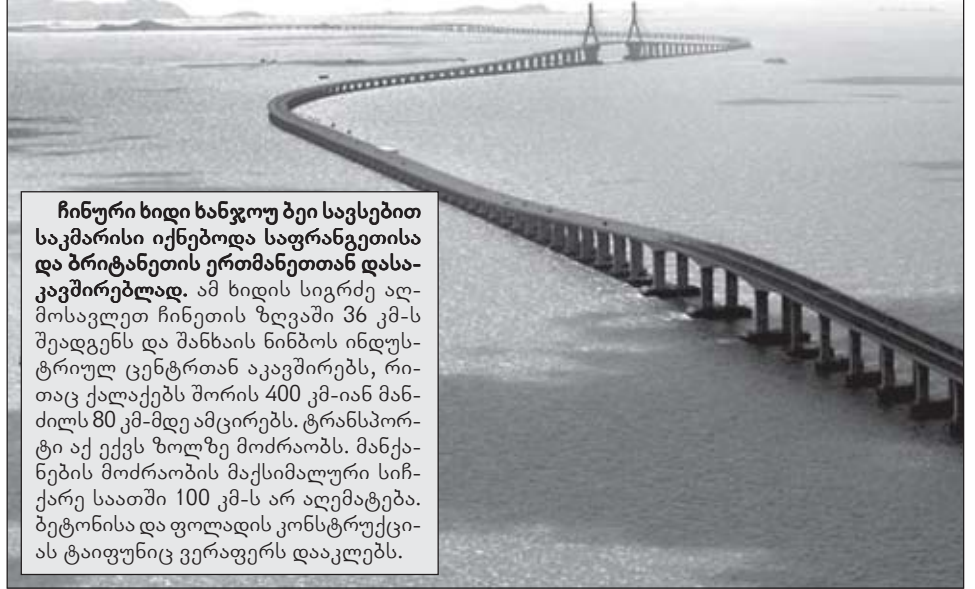 ჩინური ხიდი ხანჯოუ ბეი სავსებით
საკმარისი იქნებოდა საფრანგეთისა
და ბრიტანეთის ერთმანეთთან დასა-
კავშირებლად. ამ ხიდის სიგრძე აღ-
მოსავლეთ ჩინეთის ზღვაში 36 კმ-ს
შეადგენს და შანხაის ნინბოს ინდუს-
ტრიულ ცენტრთან აკავშირებს, რი-
თაც ქალაქებს შორის 400 კმ-იან მან-
ძილს 80 კმ-მდე ამცირებს. ტრანსპორ-
ტი აქ ექვს ზოლზე მოძრაობს. მანქა-
ნების მოძრაობის მაქსიმალური სიჩ-
ქარე საათში 100 კმ-ს არ აღემატება.
ბეტონისა და ფოლადის კონსტრუქცი-
ას ტაიფუნიც ვერაფერს დააკლებს.